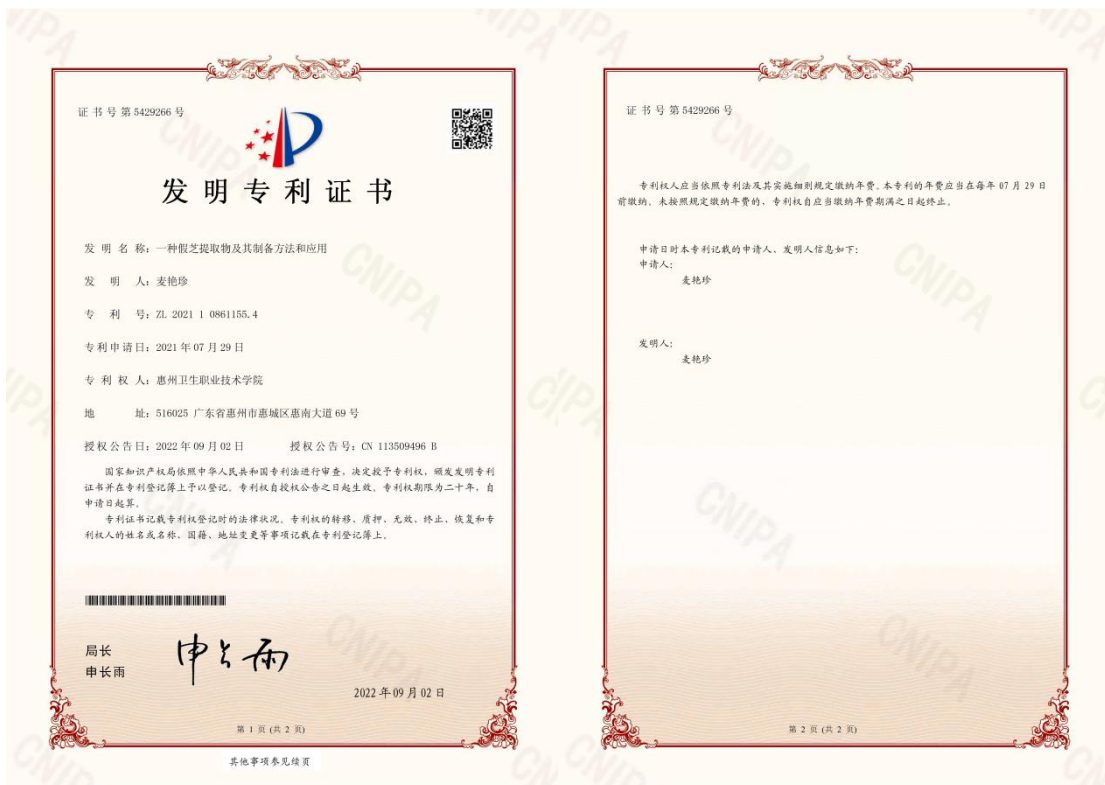 证书号第5429266号
发明专利证书
发明名称：一种假芝提取物及其制备方法和应用
发明人：麦艳珍
专利号：ZL 2021 1 0861155.4
专利申请日：2021年07月29日
专利权人：惠州卫生职业技术学院
地址：516025 广东省惠州市惠城区惠南大道69号
授权公告日：2022年09月02日 授权公告号：CN 113509496 B
国家知识产权局依照中华人民共和国专利法进行审查，决定授予专利权，颁发发明专利
证书并在专利登记簿上予以登记。专利权自授权公告之日起生效。专利权期限为二十年，自
申请日起算。
专利证书记载专利权登记时的法律状况。专利权的转移、质押、无效、终止、恢复和专
利权人的姓名或名称、国籍、地址变更等事项记载在专利登记簿上。
局长
申长雨
申长雨
2022年09月02日
第 1 页 (共 2 页)
其他事项参见续页
证书号第5429266号
专利权人应当依照专利法及其实施细则规定缴纳年费。本专利的年费应当在每年07月29日
前缴纳。未按照规定缴纳年费的，专利权自应当缴纳年费期满之日起终止。
申请日时本专利记载的申请人、发明人信息如下：
申请人：
麦艳珍
发明人：
麦艳珍
第 2 页 (共 2 页)
CNIPA